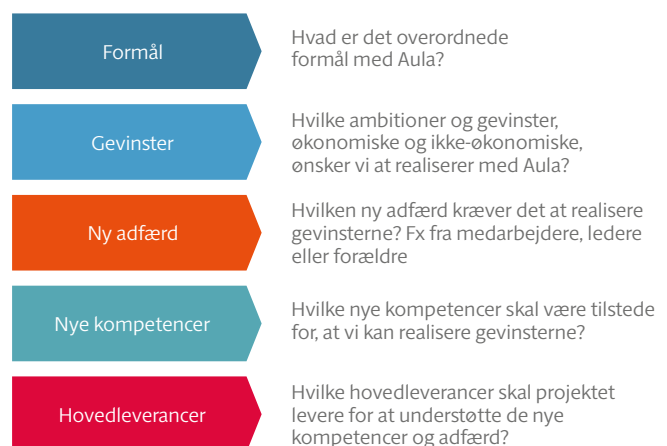 Formål
Hvad er det overordnede
formål med Aula?
Gevinster
Hvilke ambitioner og gevinster,
økonomiske og ikke-økonomiske,
ønsker vi at realiserer med Aula?
Ny adfærd
Hvilken ny adfærd kræver det at realisere
gevinsterne? Fx fra medarbejdere, ledere
eller forældre
Nye kompetencer
Hvilke nye kompetencer skal være tilstede
for, at vi kan realisere gevinsterne?
Hovedleverancer
Hvilke hovedleverancer skal projektet
levere for at understøtte de nye
kompetencer og adfærd?